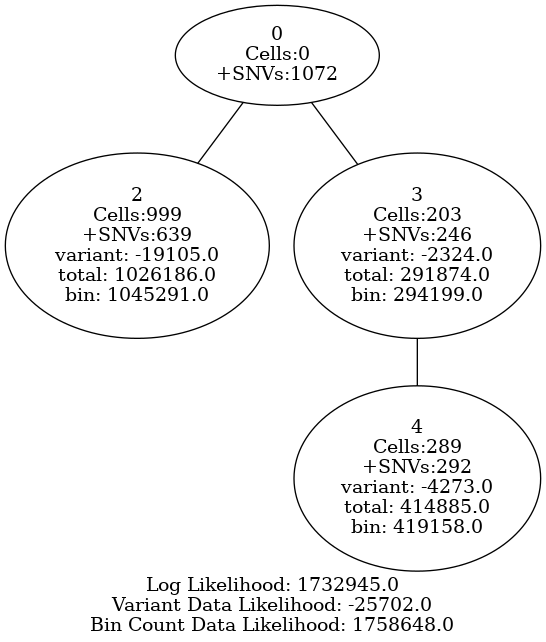 0
Cells:0
+SNVs:1072
2
Cells:999
+SNVs:639
variant: -19105.0
total: 1026186.0
bin: 1045291.0
3
Cells:203
+SNVs:246
variant: -2324.0
total: 291874.0
bin: 294199.0
4
Cells:289
+SNVs:292
variant: -4273.0
total: 414885.0
bin: 419158.0
Log Likelihood: 1732945.0
Variant Data Likelihood: -25702.0
Bin Count Data Likelihood: 1758648.0